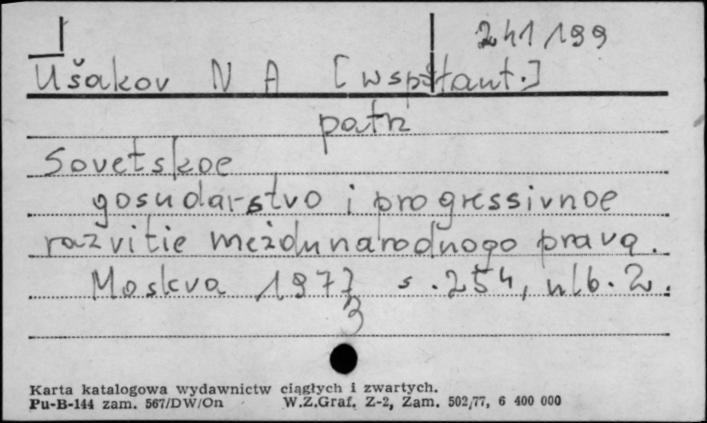 241199
Ušakov N A [współaut.]
patrz
Sovetskoe
gosudarstvo i progressivnoe
razvitie meždunarodnogo prava.
Moskva 1977 s. 254, nlb. 2.
3
Karta katalogowa wydawnictw ciągłych i zwartych.
Pu-B-144 zam. 567/DW/On W.Z.Graf. Z-2, Zam. 502/77, 6 400 000